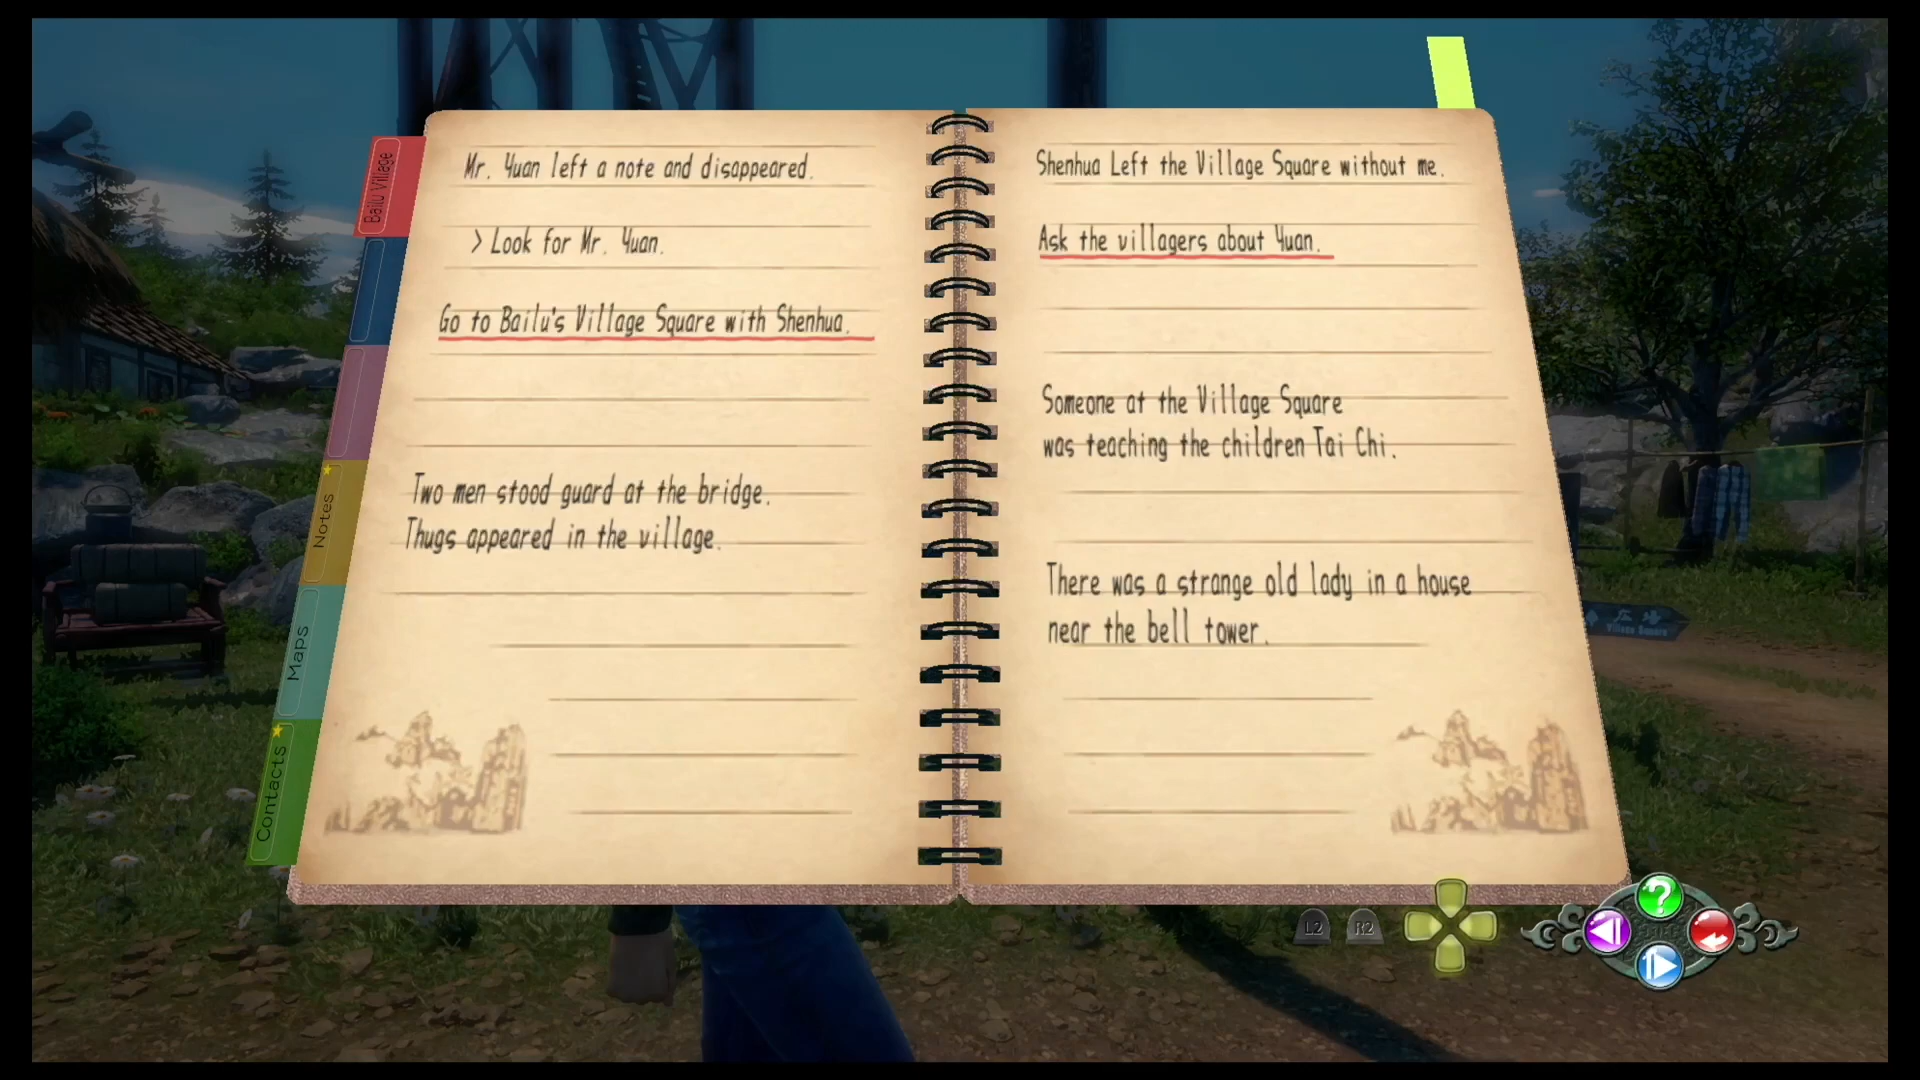 Bailu Village
Notes
Maps
Contacts
Mr. Yuan left a note and disappeared.
> Look for Mr. Yuan.
Go to Bailu's Village Square with Shenhua.
Two men stood guard at the bridge.
Thugs appeared in the village.
Shenhua Left the Village Square without me.
Ask the villagers about Yuan.
Someone at the Village Square
was teaching the children Tai Chi.
There was a strange old lady in a house
near the bell tower.
Village Square
L2 R2
?